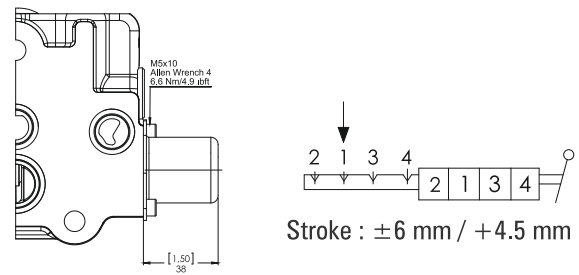 M5x10
Allen Wrench 4
6.6 Nm/4.9 lbft
[1.50]
38
2 1 3 4
2 1 3 4
Stroke : ±6 mm / +4.5 mm